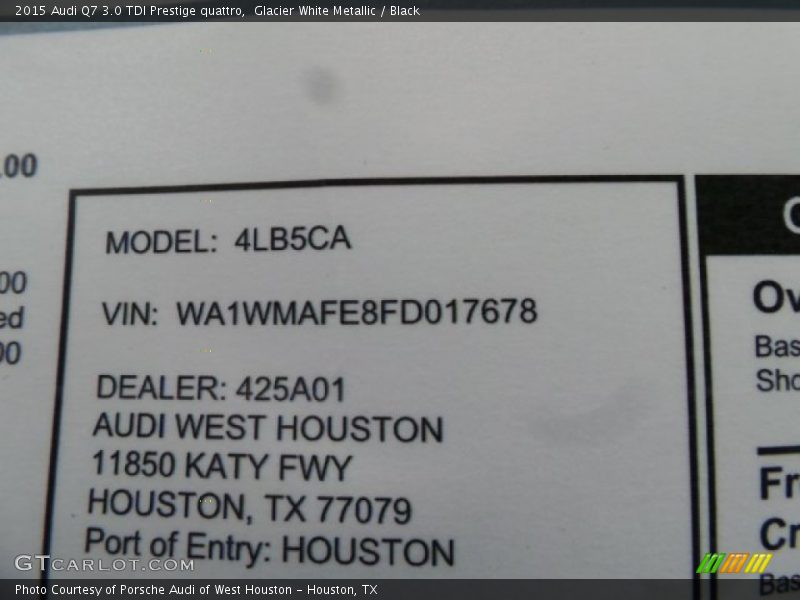 2015 Audi Q7 3.0 TDI Prestige quattro,  Glacier White Metallic / Black
.00
MODEL: 4LB5CA
00
VIN: WA1WMAFE8FD017678
ed
00
DEALER: 425A01
AUDI WEST HOUSTON
11850 KATY FWY
HOUSTON, TX 77079
Port of Entry: HOUSTON
Bas
Sho
Fr
Bas
GTCARLOT.COM
Photo Courtesy of Porsche Audi of West Houston – Houston, TX